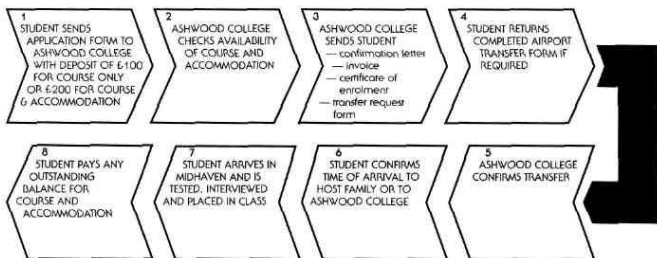 1
STUDENT SENDS
APPLICATION FORM TO
ASHWOOD COLLEGE
WITH DEPOSIT OF £100
FOR COURSE ONLY
OR £200 FOR COURSE
& ACCOMMODATION
2
ASHWOOD COLLEGE
CHECKS AVAILABILITY
OF COURSE AND
ACCOMMODATION
3
ASHWOOD COLLEGE
SENDS STUDENT
— confirmation letter
— invoice
— certificate of
enrolment
— transfer request
form
4
STUDENT RETURNS
COMPLETED AIRPORT
TRANSFER FORM IF
REQUIRED
5
ASHWOOD COLLEGE
CONFIRMS TRANSFER
6
STUDENT CONFIRMS
TIME OF ARRIVAL TO
HOST FAMILY OR TO
ASHWOOD COLLEGE
7
STUDENT ARRIVES IN
MIDHAVEN AND IS
TESTED, INTERVIEWED
AND PLACED IN CLASS
8
STUDENT PAYS ANY
OUTSTANDING
BALANCE FOR
COURSE AND
ACCOMMODATION